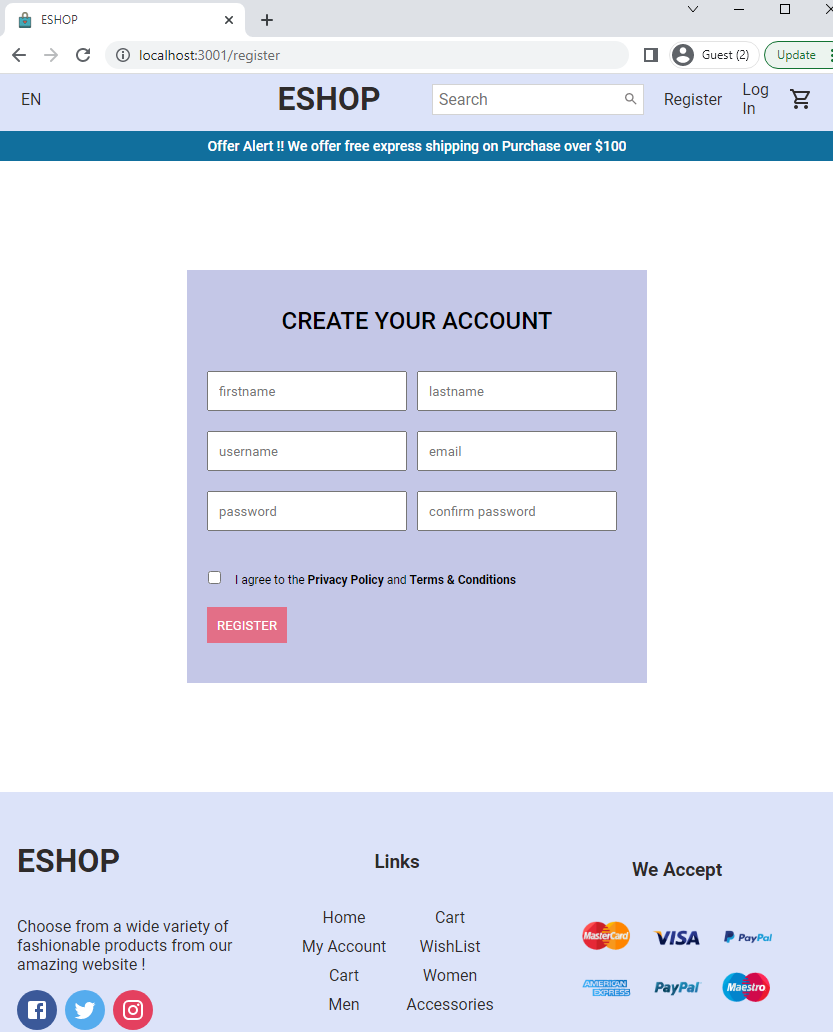 ESHOP
localhost:3001/register
Guest (2)
Update
EN
ESHOP
Search
Register
Log
In
Offer Alert !! We offer free express shipping on Purchase over $100
CREATE YOUR ACCOUNT
firstname
lastname
username
email
password
confirm password
I agree to the Privacy Policy and Terms & Conditions
REGISTER
ESHOP
Choose from a wide variety of
fashionable products from our
amazing website !
Links
Home
Cart
My Account
WishList
Cart
Women
Men
Accessories
We Accept
MasterCard
VISA
PayPal
AMERICAN
EXPRESS
PayPal
Maestro